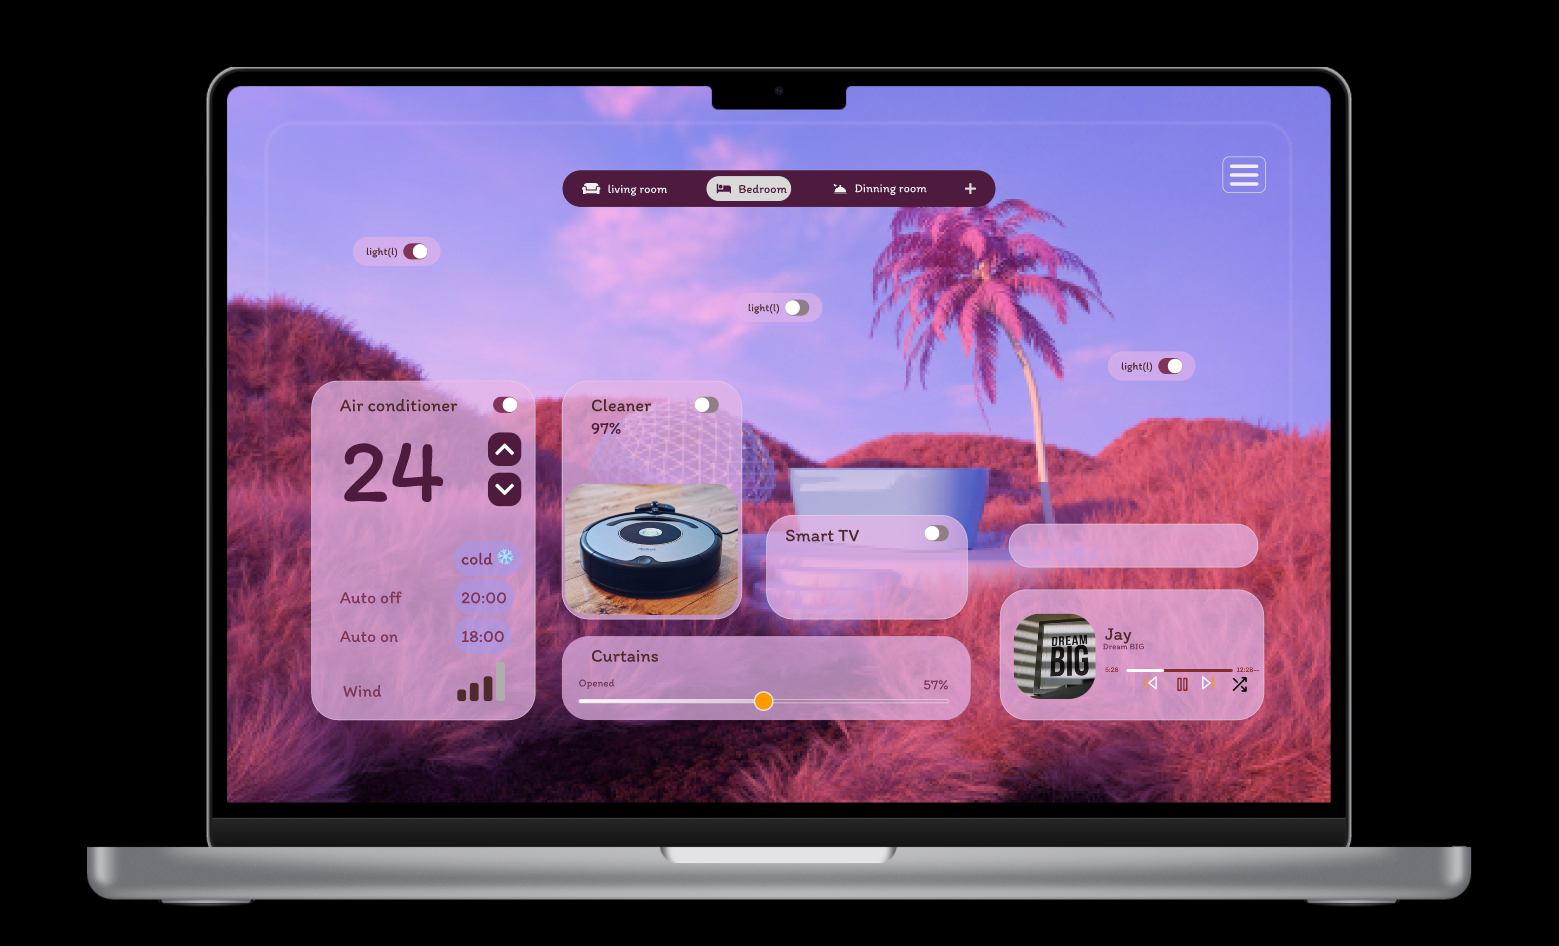 living room
Bedroom
Dinning room
+
light(l)
light(l)
light(l)
Air conditioner
24
cold
Auto off
20:00
Auto on
18:00
Wind
Cleaner
97%
Smart TV
Curtains
Opened
57%
DREAM
BIG
Jay
Dream BIG
5:28
12:28